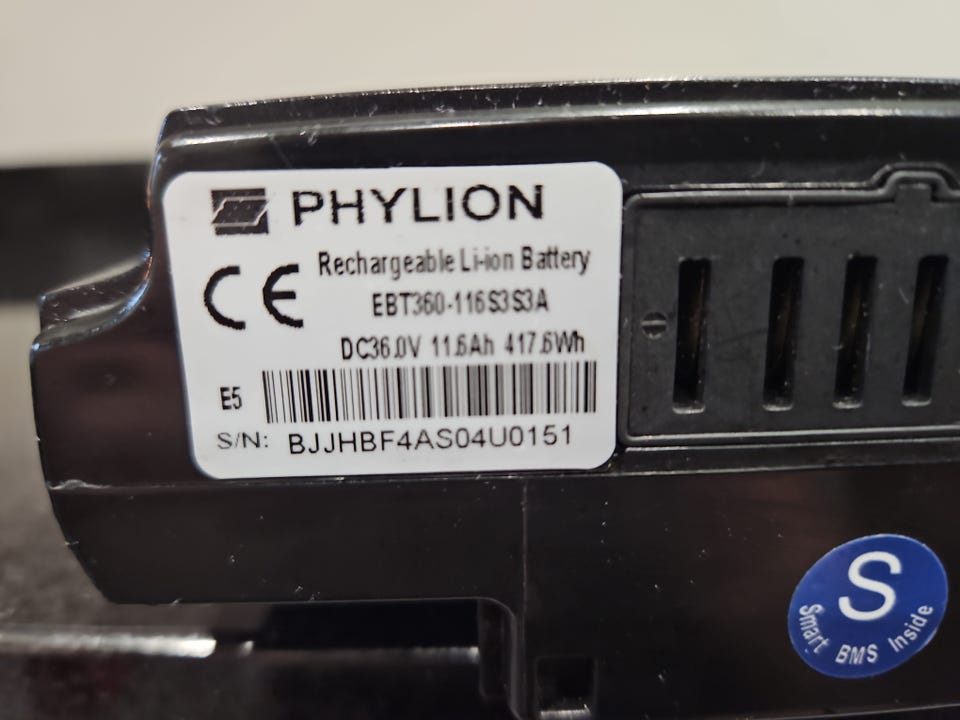 PHYLION
CE
Rechargeable Li-ion Battery
EBT360-116S3S3A
DC36.0V 11.6Ah 417.6Wh
E5
S/N: BJJHBF4AS04U0151
S
Smart BMS Inside